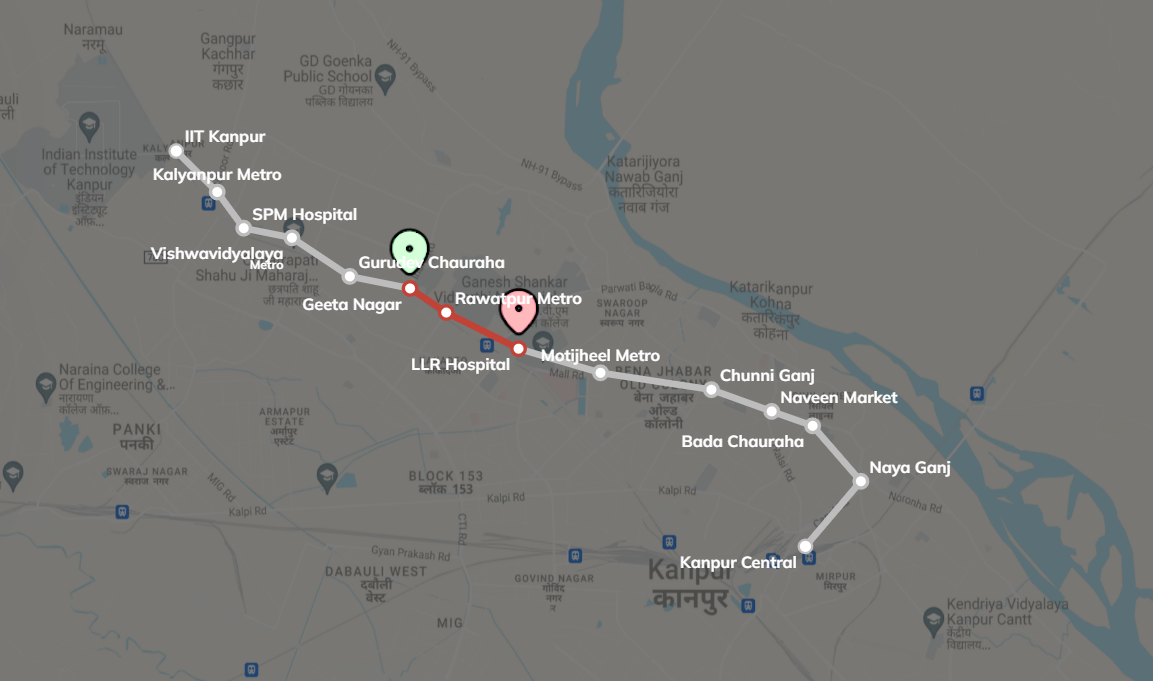 Naramau
नरमू
Gangpur
Kachhar
गंगपुर
कछार
GD Goenka
Public School
GD गोयनका
पब्लिक विद्यालय
NH-91 Bypass
Indian Institute
of Technology
Kanpur
इंडियन
इंस्टिट्यूट
ऑफ़...
IIT Kanpur
Kalyanpur Metro
SPM Hospital
Vishwavidyalaya
Metro
Shahu Ji Maharaj...
छत्रपति शाहू
जी महाराज...
Gurudev Chauraha
Geeta Nagar
Ganesh Shankar
Rawatpur Metro
LLR Hospital
Motijheel Metro
NH-91 Bypass
Katarijiyora
Nawab Ganj
कतारिजियोरा
नवाब गंज
Parwati Bagla Rd
SWAROOP
NAGAR
स्वरूप नगर
Katarikanpur
Kohna
कतारिकपुर
कोहना
Mall Rd
BENA JHABAR
OLD COLONY
बेना जहाबर
ओल्ड
कॉलोनी
Chunni Ganj
Naveen Market
Bada Chauraha
Naya Ganj
Noronha Rd
Kanpur Central
Naraina College
Of Engineering &...
नारायणा
कॉलेज ऑफ़...
PANKI
पनकी
ARMAPUR
ESTATE
अर्मापुर
एस्टेट
SWARAJ NAGAR
स्वराज नगर
MIG Rd
Kalpi Rd
BLOCK 153
ब्लॉक 153
Kalpi Rd
Kalpi Rd
CTI Rd
Gyan Prakash Rd
DABAULI WEST
दबौली
वेस्ट
MIG
GOVIND NAGAR
गोविंद
नगर
न
Kanpur
कानपुर
MIRPUR
मिरपुर
Kendriya Vidyalaya
Kanpur Cantt
केंद्रीय
विद्यालय...